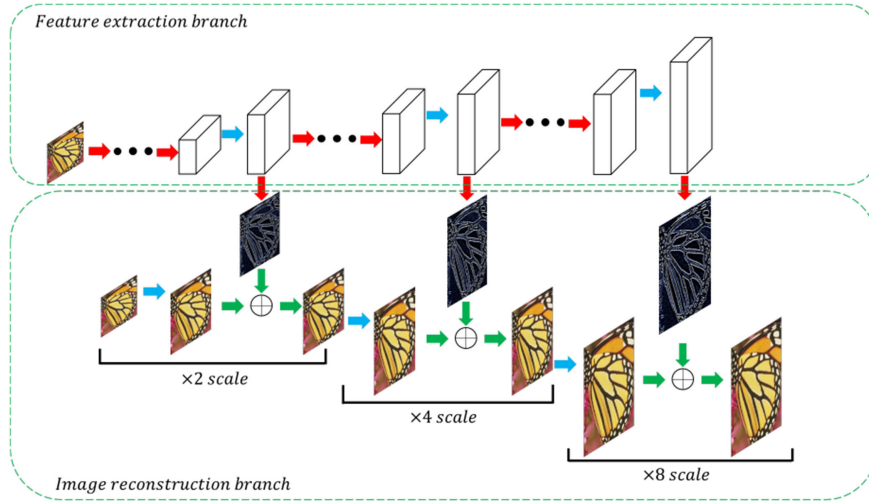 Feature extraction branch
×2 scale
×4 scale
×8 scale
Image reconstruction branch